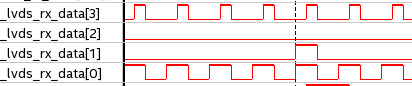 _lvds_rx_data[3]
_lvds_rx_data[2]
_lvds_rx_data[1]
_lvds_rx_data[0]